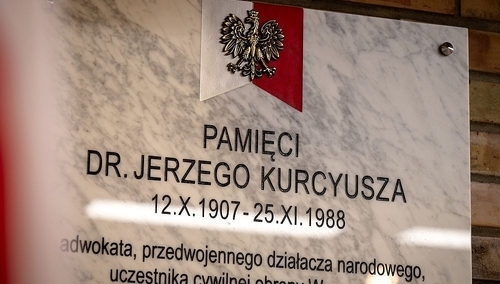 PAMIĘCI
DR. JERZEGO KURCYUSZA
12.X.1907 - 25.XI.1988
adwokata, przedwojennego działacza narodowego,
uczestnika cywilnej obrony